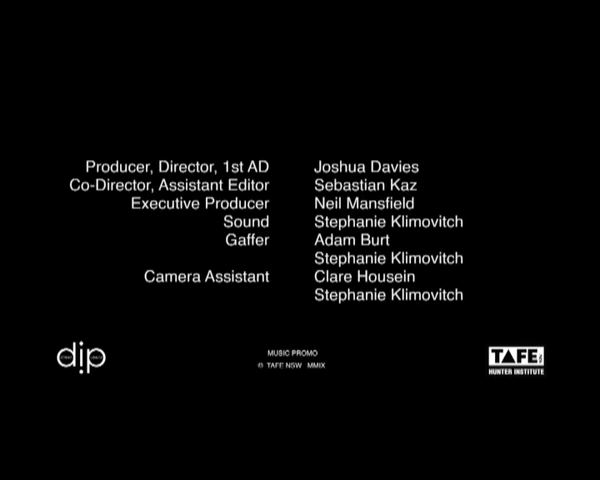 Producer, Director, 1st AD Joshua Davies
Co-Director, Assistant Editor Sebastian Kaz
Executive Producer Neil Mansfield
Sound Stephanie Klimovitch
Gaffer Adam Burt
Stephanie Klimovitch
Camera Assistant Clare Housein
Stephanie Klimovitch
dip
MUSIC PROMO
© TAFE NSW MMIX
TAFE
HUNTER INSTITUTE